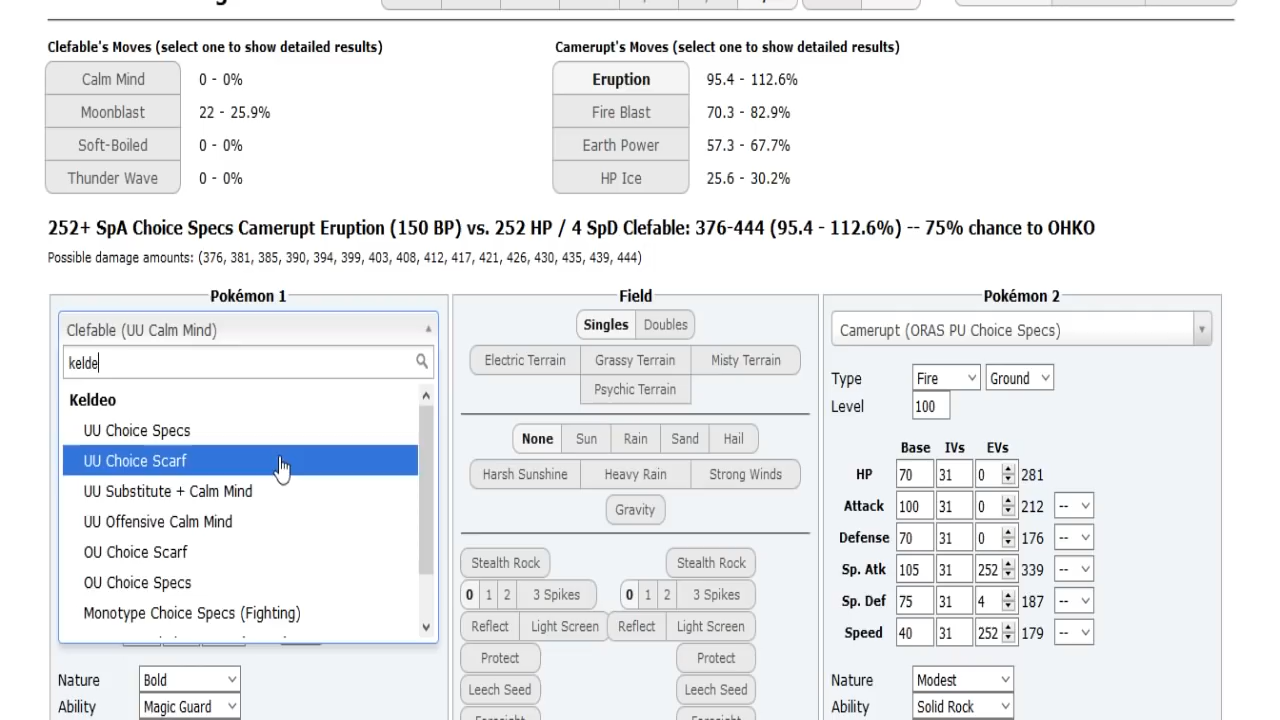 Clefable's Moves (select one to show detailed results)
Calm Mind 0 - 0%
Moonblast 22 - 25.9%
Soft-Boiled 0 - 0%
Thunder Wave 0 - 0%
Camerupt's Moves (select one to show detailed results)
Eruption 95.4 - 112.6%
Fire Blast 70.3 - 82.9%
Earth Power 57.3 - 67.7%
HP Ice 25.6 - 30.2%
252+ SpA Choice Specs Camerupt Eruption (150 BP) vs. 252 HP / 4 SpD Clefable: 376-444 (95.4 - 112.6%) -- 75% chance to OHKO
Possible damage amounts: (376, 381, 385, 390, 394, 399, 403, 408, 412, 417, 421, 426, 430, 435, 439, 444)
Pokémon 1
Clefable (UU Calm Mind)
kelde
Keldeo
UU Choice Specs
UU Choice Scarf
UU Substitute + Calm Mind
UU Offensive Calm Mind
OU Choice Scarf
OU Choice Specs
Monotype Choice Specs (Fighting)
Nature Bold
Ability Magic Guard
Field
Singles Doubles
Electric Terrain Grassy Terrain Misty Terrain
Psychic Terrain
None Sun Rain Sand Hail
Harsh Sunshine Heavy Rain Strong Winds
Gravity
Stealth Rock Stealth Rock
0 1 2 3 Spikes 0 1 2 3 Spikes
Reflect Light Screen Reflect Light Screen
Protect Protect
Leech Seed Leech Seed
Pokémon 2
Camerupt (ORAS PU Choice Specs)
Type Fire Ground
Level 100
Base IVs EVs
HP 70 31 0 281
Attack 100 31 0 212 --
Defense 70 31 0 176 --
Sp. Atk 105 31 252 339 --
Sp. Def 75 31 4 187 --
Speed 40 31 252 179 --
Nature Modest
Ability Solid Rock